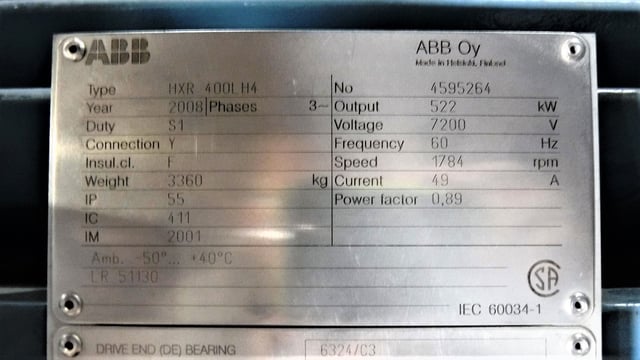 ABB
ABB Oy
Made in Helsinki, Finland
Type HXR 400LH4 No 4595264
Year 2008 Phases 3~ Output 522 kW
Duty S1 Voltage 7200 V
Connection Y Frequency 60 Hz
Insul.cl. F Speed 1784 rpm
Weight 3360 kg Current 49 A
IP 55 Power factor 0,89
IC 411
IM 2001
Amb. -50°... +40°C
LR 51130
SA
IEC 60034-1
DRIVE END (DE) BEARING 6324/C3